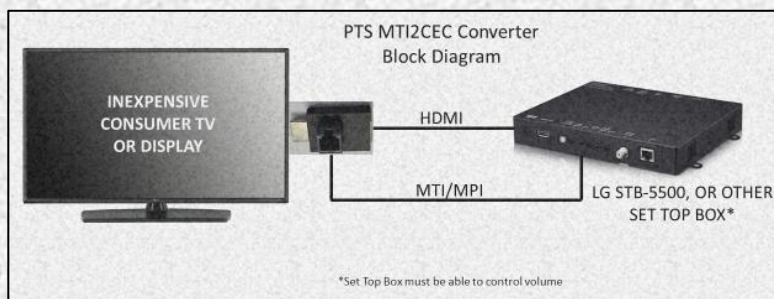 PTS MTI2CEC Converter
Block Diagram
INEXPENSIVE
CONSUMER TV
OR DISPLAY
HDMI
MTI/MPI
LG STB-5500, OR OTHER
SET TOP BOX*
*Set Top Box must be able to control volume